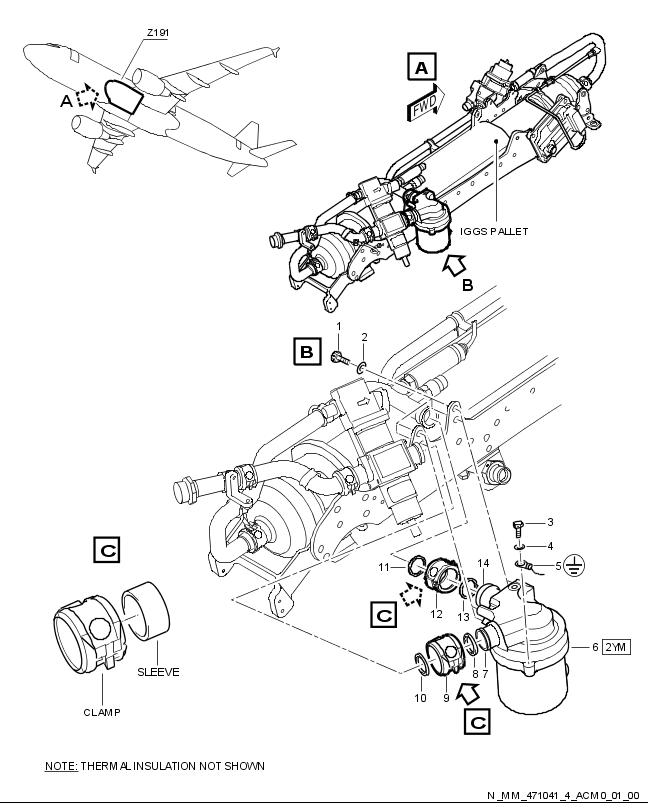 Z191
A
A
FWD
IGGS PALLET
B
B
1
2
3
4
5
C
11
12
13
14
C
6 2YM
SLEEVE
10
9
8
7
CLAMP
C
NOTE: THERMAL INSULATION NOT SHOWN
N_MM_471041_4_ACM0_01_00